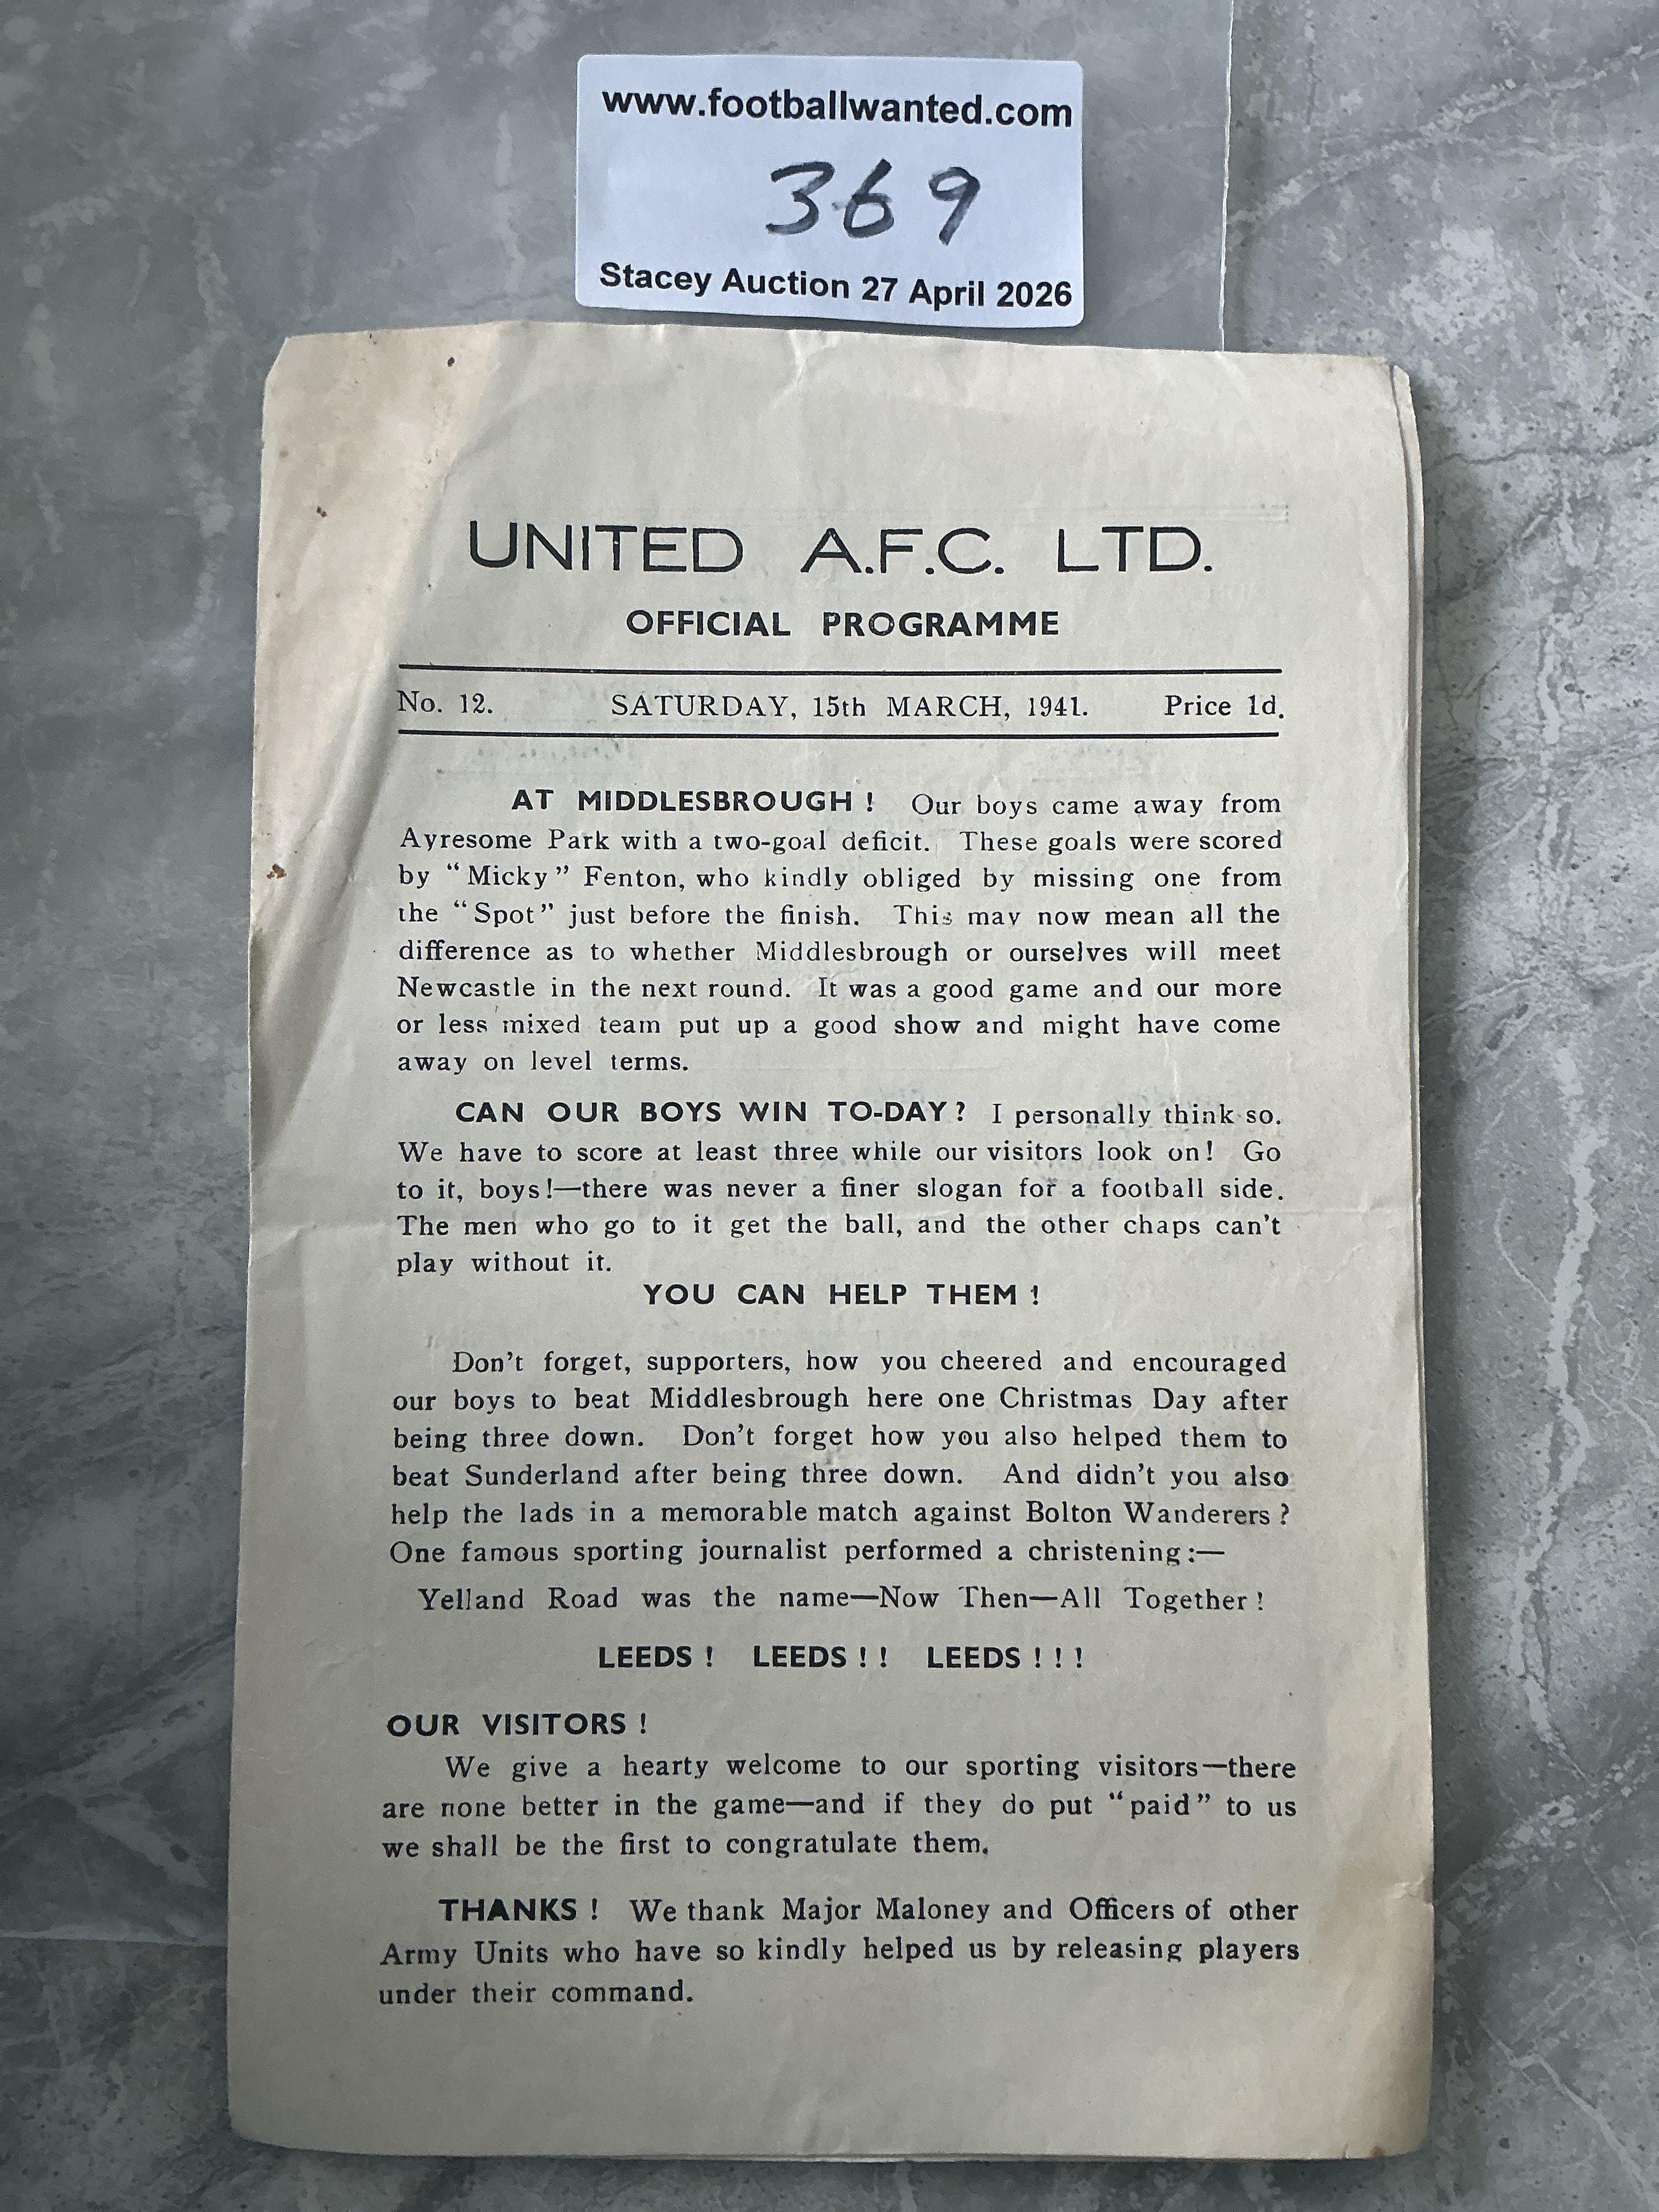 www.footballwanted.com
369
Stacey Auction 27 April 2026
UNITED A.F.C. LTD.
OFFICIAL PROGRAMME
No. 12. SATURDAY, 15th MARCH, 1941. Price 1d.
AT MIDDLESBROUGH! Our boys came away from
Ayresome Park with a two-goal deficit. These goals were scored
by "Micky" Fenton, who kindly obliged by missing one from
the "Spot" just before the finish. This may now mean all the
difference as to whether Middlesbrough or ourselves will meet
Newcastle in the next round. It was a good game and our more
or less mixed team put up a good show and might have come
away on level terms.
CAN OUR BOYS WIN TO-DAY? I personally think so.
We have to score at least three while our visitors look on! Go
to it, boys!—there was never a finer slogan for a football side.
The men who go to it get the ball, and the other chaps can't
play without it.
YOU CAN HELP THEM!
Don't forget, supporters, how you cheered and encouraged
our boys to beat Middlesbrough here one Christmas Day after
being three down. Don't forget how you also helped them to
beat Sunderland after being three down. And didn't you also
help the lads in a memorable match against Bolton Wanderers?
One famous sporting journalist performed a christening:—
Yelland Road was the name—Now Then—All Together!
LEEDS! LEEDS!! LEEDS!!!
OUR VISITORS!
We give a hearty welcome to our sporting visitors—there
are none better in the game—and if they do put "paid" to us
we shall be the first to congratulate them.
THANKS! We thank Major Maloney and Officers of other
Army Units who have so kindly helped us by releasing players
under their command.